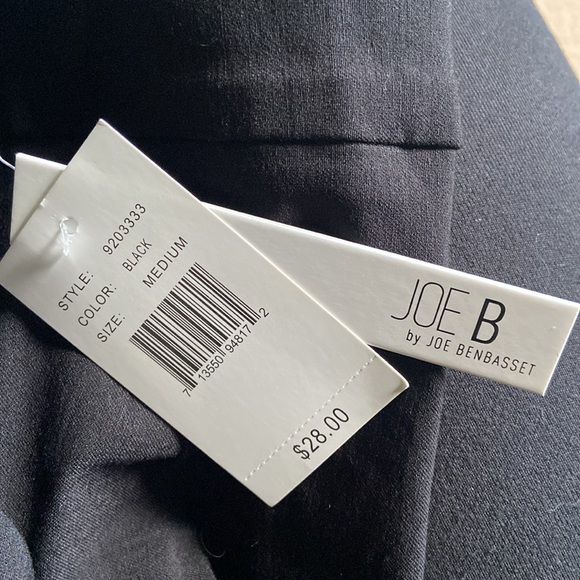 STYLE: 9203333
COLOR: BLACK
SIZE: MEDIUM
7 13550 94817 2
$28.00
JOE B
by JOE BENBASSET